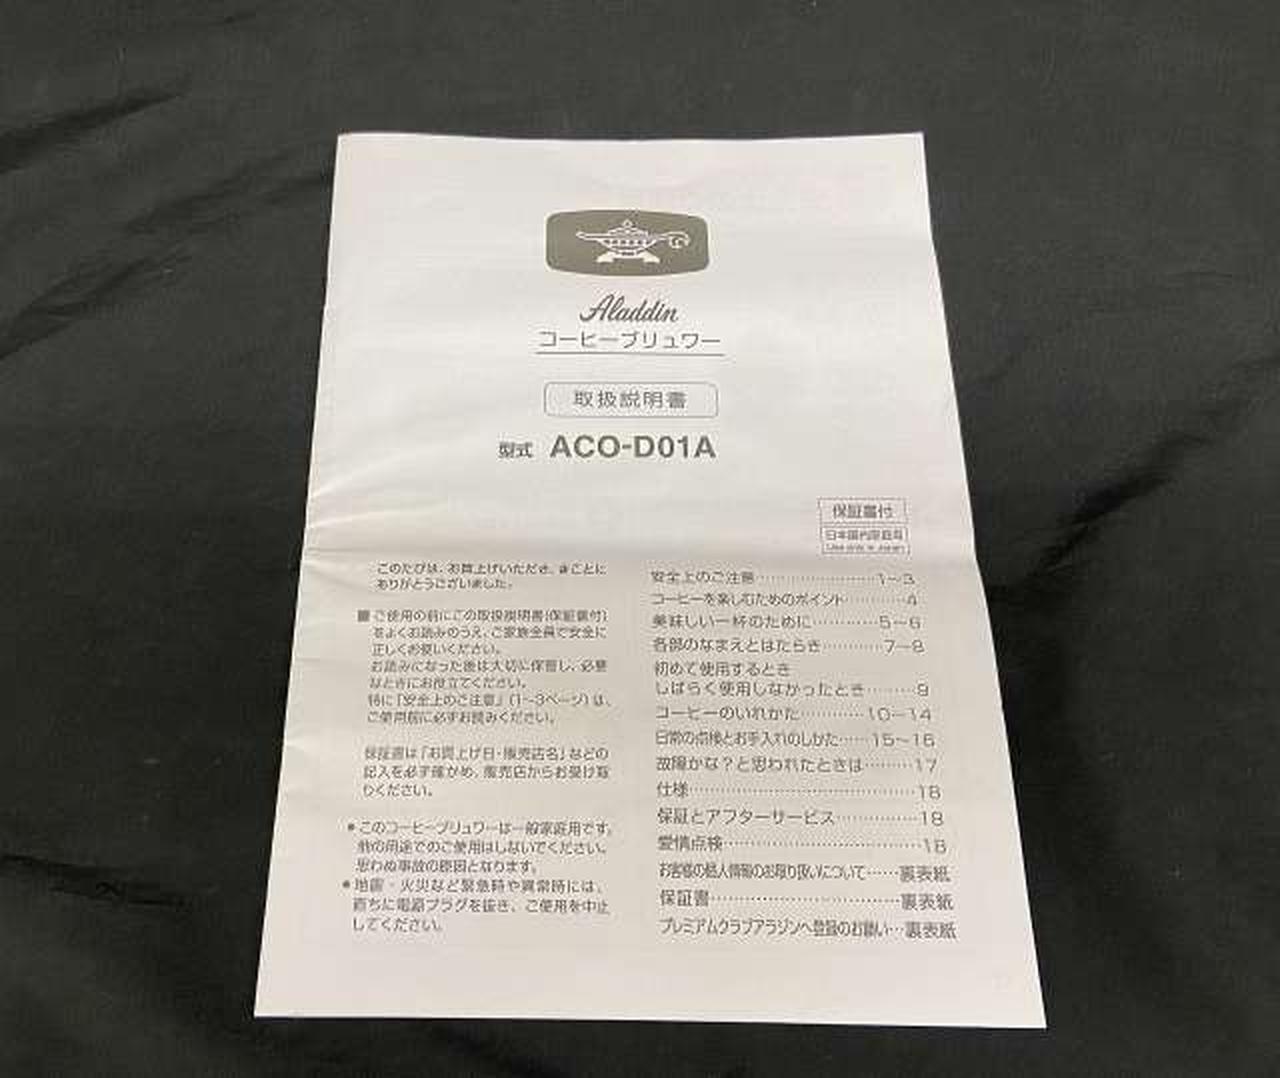 Aladdin
コーヒーブリュワー
取扱説明書
型式 ACO-D01A
保証書付
日本国内家庭用
Use only in Japan
このたびは、お買上げいただき、まことに
ありがとうございました。
■ ご使用の前にこの取扱説明書(保証書付)
をよくお読みのうえ、ご家族全員で安全に
正しくお使いください。
お読みになった後は大切に保管し、必要
なときにお役立てください。
特に「安全上のご注意」(1〜3ページ)は、
ご使用前に必ずお読みください。
保証書は「お買上げ日・販売店名」などの
記入を必ず確かめ、販売店からお受け取
りください。
● このコーヒーブリュワーは一般家庭用です。
他の用途でのご使用はしないでください。
思わぬ事故の原因となります。
● 地震・火災など緊急時や異常時には、
直ちに電源プラグを抜き、ご使用を中止
してください。
安全上のご注意……………………1〜3
コーヒーを楽しむためのポイント…………4
美味しい一杯のために…………5〜6
各部のなまえとはたらき…………7〜8
初めて使用するとき
しばらく使用しなかったとき………9
コーヒーのいれかた…………10〜14
日常の点検とお手入れのしかた……15〜16
故障かな?と思われたときは………17
仕様…………………………………18
保証とアフターサービス……………18
愛情点検……………………………18
お客様の個人情報のお取り扱いについて……裏表紙
保証書………………………………裏表紙
プレミアムクラブアラジンへ登録のお願い…裏表紙